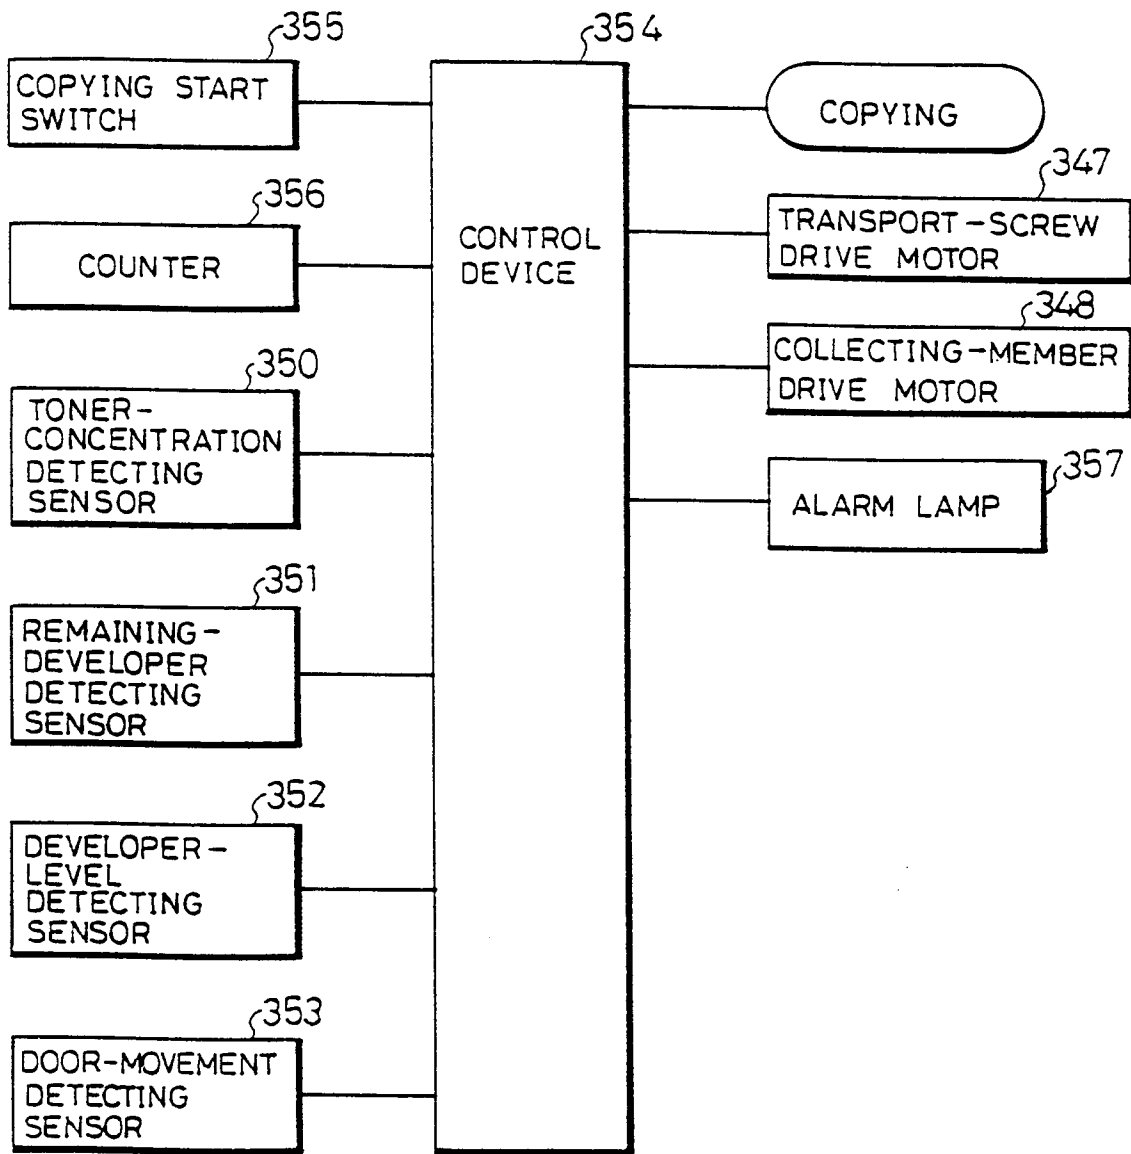 355
COPYING START
SWITCH
356
COUNTER
350
TONER-
CONCENTRATION
DETECTING
SENSOR
351
REMAINING-
DEVELOPER
DETECTING
SENSOR
352
DEVELOPER-
LEVEL
DETECTING
SENSOR
353
DOOR-MOVEMENT
DETECTING
SENSOR
354
CONTROL
DEVICE
COPYING
347
TRANSPORT-SCREW
DRIVE MOTOR
348
COLLECTING-MEMBER
DRIVE MOTOR
357
ALARM LAMP